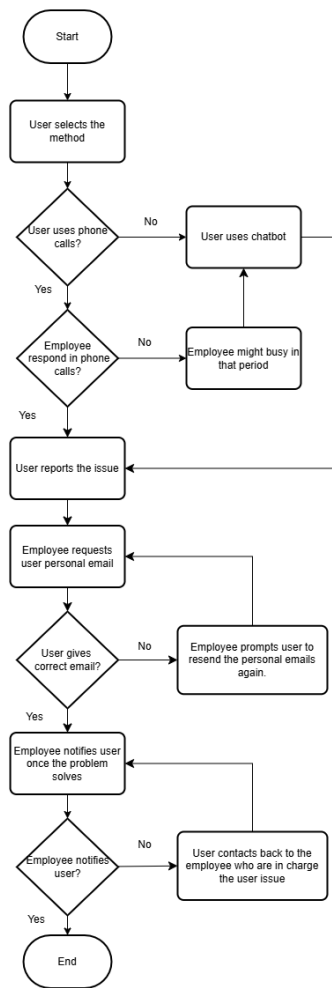 Start
User selects the
method
User uses phone
calls?
No
User uses chatbot
Yes
Employee
respond in phone
calls?
No
Employee might busy in
that period
Yes
User reports the issue
Employee requests
user personal email
User gives
correct email?
No
Employee prompts user to
resend the personal emails
again.
Yes
Employee notifies user
once the problem
solves
Employee notifies
user?
No
User contacts back to the
employee who are in charge
the user issue
Yes
End